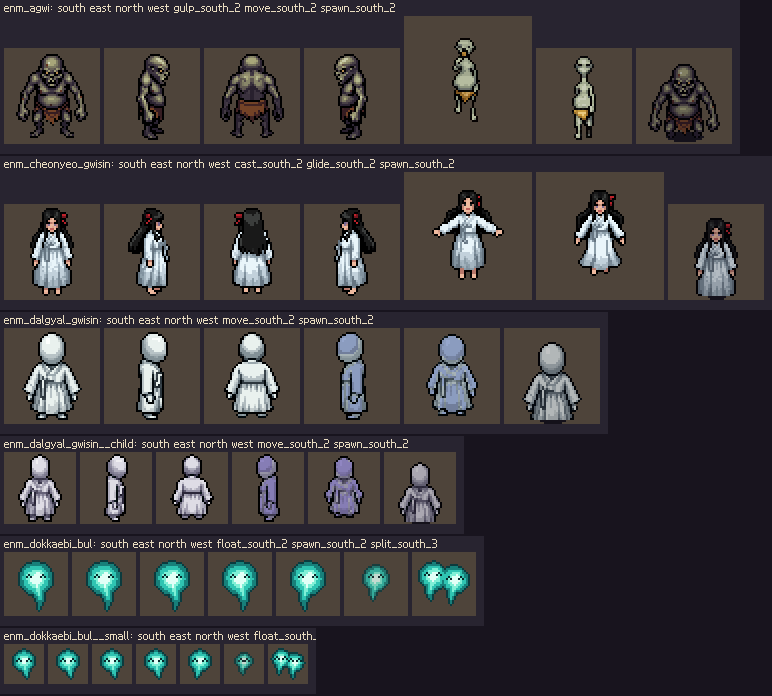 enm_agwi: south east north west gulp_south_2 move_south_2 spawn_south_2
enm_cheonyeo_gwisin: south east north west cast_south_2 glide_south_2 spawn_south_2
enm_dalgyal_gwisin: south east north west move_south_2 spawn_south_2
enm_dalgyal_gwisin__child: south east north west move_south_2 spawn_south_2
enm_dokkaebi_bul: south east north west float_south_2 spawn_south_2 split_south_3
enm_dokkaebi_bul__small: south east north west float_south_